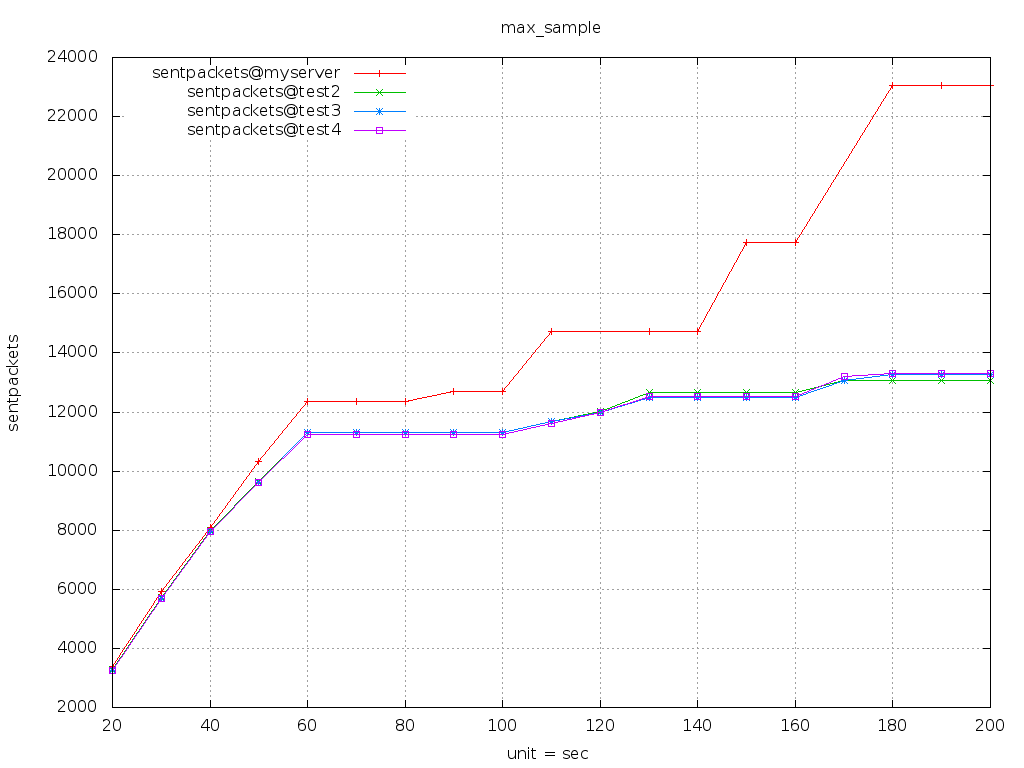 max_sample
24000
22000
20000
18000
16000
14000
12000
10000
8000
6000
4000
2000
sentpackets
sentpackets@myserver
sentpackets@test2
sentpackets@test3
sentpackets@test4
20 40 60 80 100 120 140 160 180 200
unit = sec